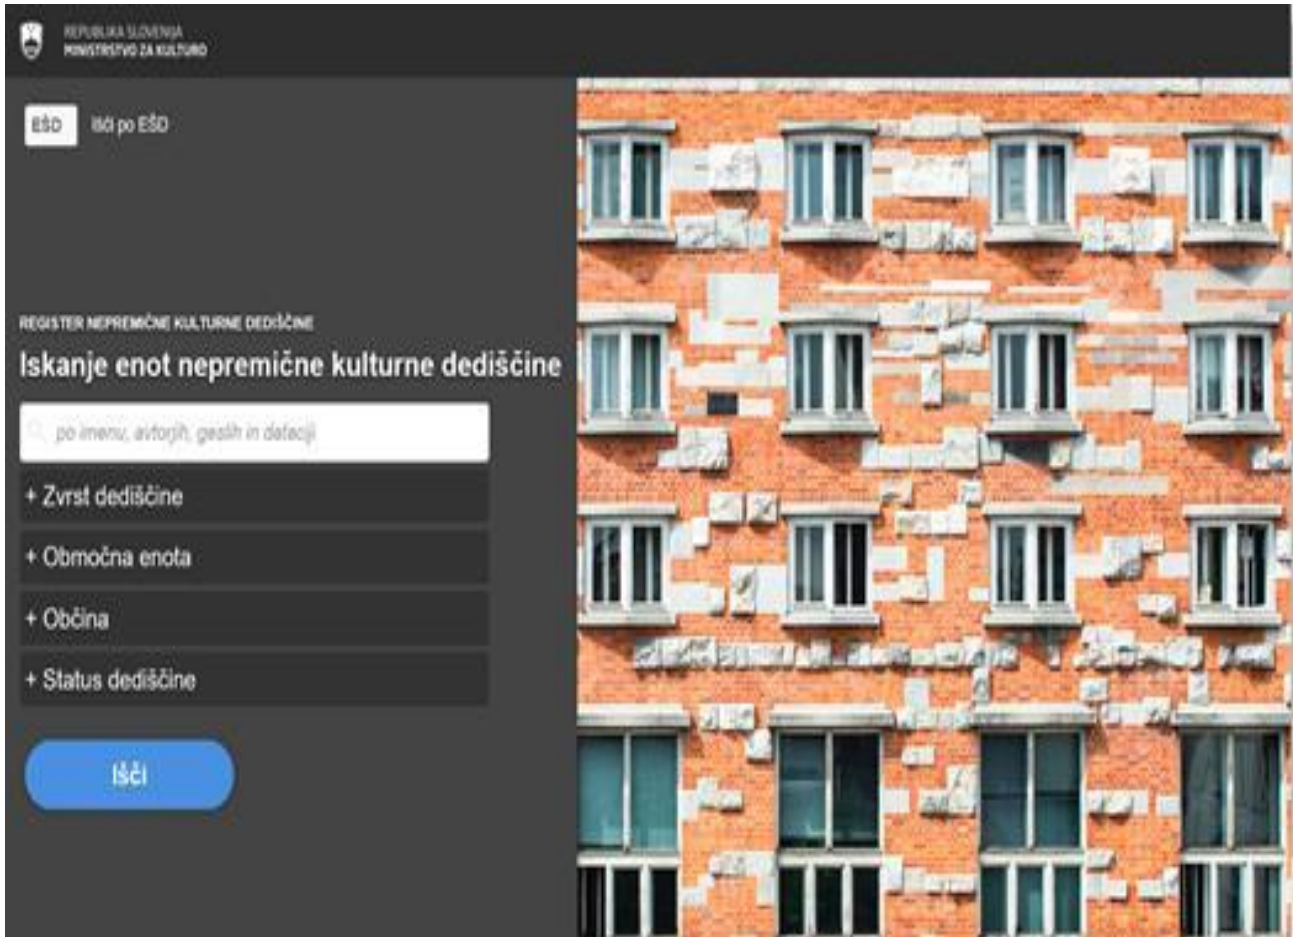 REPUBLIKA SLOVENIJA
MINISTRSTVO ZA KULTURO
EŠD Išči po EŠD
REGISTER NEPREMIČNE KULTURNE DEDIŠČINE
Iskanje enot nepremične kulturne dediščine
po imenu, avtorjih, geslih in dataciji
+ Zvrst dediščine
+ Območna enota
+ Občina
+ Status dediščine
Išči